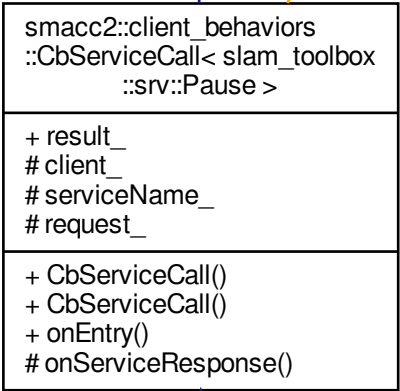 smacc2::client_behaviors
::CbServiceCall< slam_toolbox
::srv::Pause >
+ result_
# client_
# serviceName_
# request_
+ CbServiceCall()
+ CbServiceCall()
+ onEntry()
# onServiceResponse()